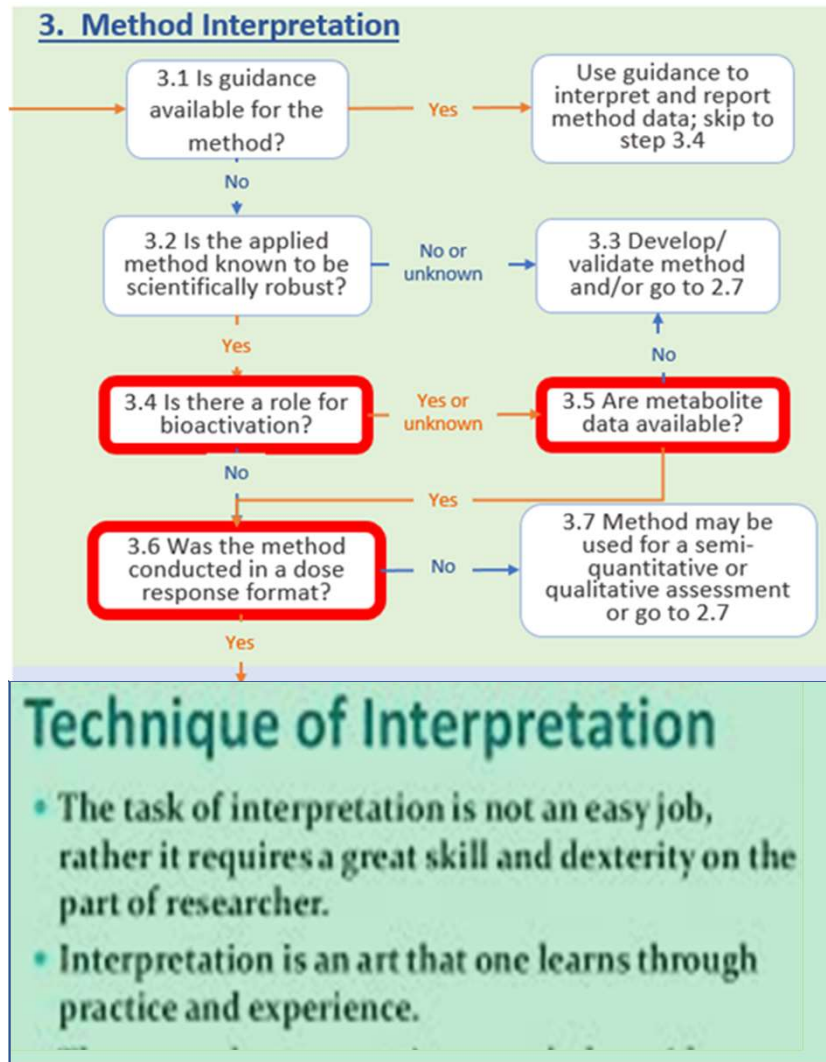 3. Method Interpretation
3.1 Is guidance
available for the
method?
Yes
Use guidance to
interpret and report
method data; skip to
step 3.4
No
3.2 Is the applied
method known to be
scientifically robust?
No or
unknown
3.3 Develop/
validate method
and/or go to 2.7
Yes
No
3.4 Is there a role for
bioactivation?
Yes or
unknown
3.5 Are metabolite
data available?
No
Yes
3.6 Was the method
conducted in a dose
response format?
No
3.7 Method may be
used for a semi-
quantitative or
qualitative assessment
or go to 2.7
Yes
Technique of Interpretation
• The task of interpretation is not an easy job,
rather it requires a great skill and dexterity on the
part of researcher.
• Interpretation is an art that one learns through
practice and experience.